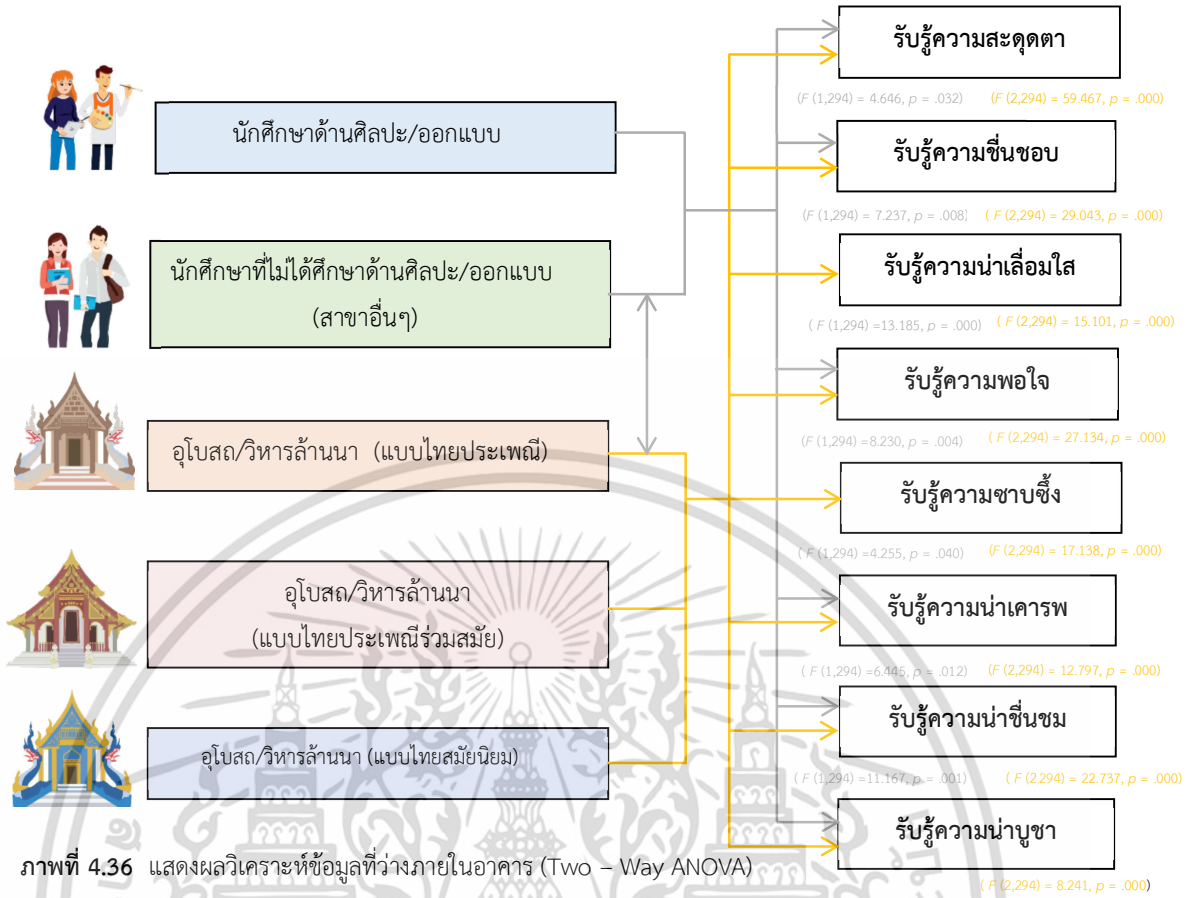 นักศึกษาด้านศิลปะ/ออกแบบ
นักศึกษาที่ไม่ได้ศึกษาด้านศิลปะ/ออกแบบ
(สาขาอื่นๆ)
อุโบสถ/วิหารล้านนา (แบบไทยประเพณี)
อุโบสถ/วิหารล้านนา
(แบบไทยประเพณีร่วมสมัย)
อุโบสถ/วิหารล้านนา (แบบไทยสมัยนิยม)
รับรู้ความสะดุดตา
(F (1,294) = 4.646, p = .032) (F (2,294) = 59.467, p = .000)
รับรู้ความชื่นชอบ
(F (1,294) = 7.237, p = .008) ( F (2,294) = 29.043, p = .000)
รับรู้ความน่าเลื่อมใส
( F (1,294) =13.185, p = .000) ( F (2,294) = 15.101, p = .000)
รับรู้ความพอใจ
(F (1,294) =8.230, p = .004) ( F (2,294) = 27.134, p = .000)
รับรู้ความซาบซึ้ง
( F (1,294) =4.255, p = .040) (F (2,294) = 17.138, p = .000)
รับรู้ความน่าเคารพ
( F (1,294) =6.445, p = .012) (F (2,294) = 12.797, p = .000)
รับรู้ความน่าชื่นชม
( F (1,294) =11.167, p = .001) ( F (2,294) = 22.737, p = .000)
รับรู้ความน่าบูชา
( F (2,294) = 8.241, p = .000)
ภาพที่ 4.36 แสดงผลวิเคราะห์ข้อมูลที่ว่างภายในอาคาร (Two – Way ANOVA)